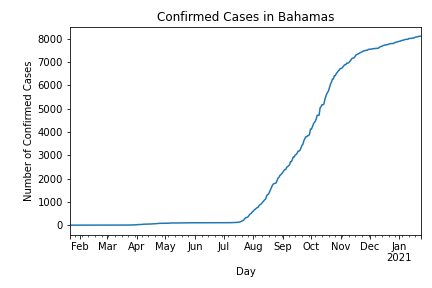 Confirmed Cases in Bahamas
Number of Confirmed Cases
8000
7000
6000
5000
4000
3000
2000
1000
0
Feb Mar Apr May Jun Jul Aug Sep Oct Nov Dec Jan
2021
Day